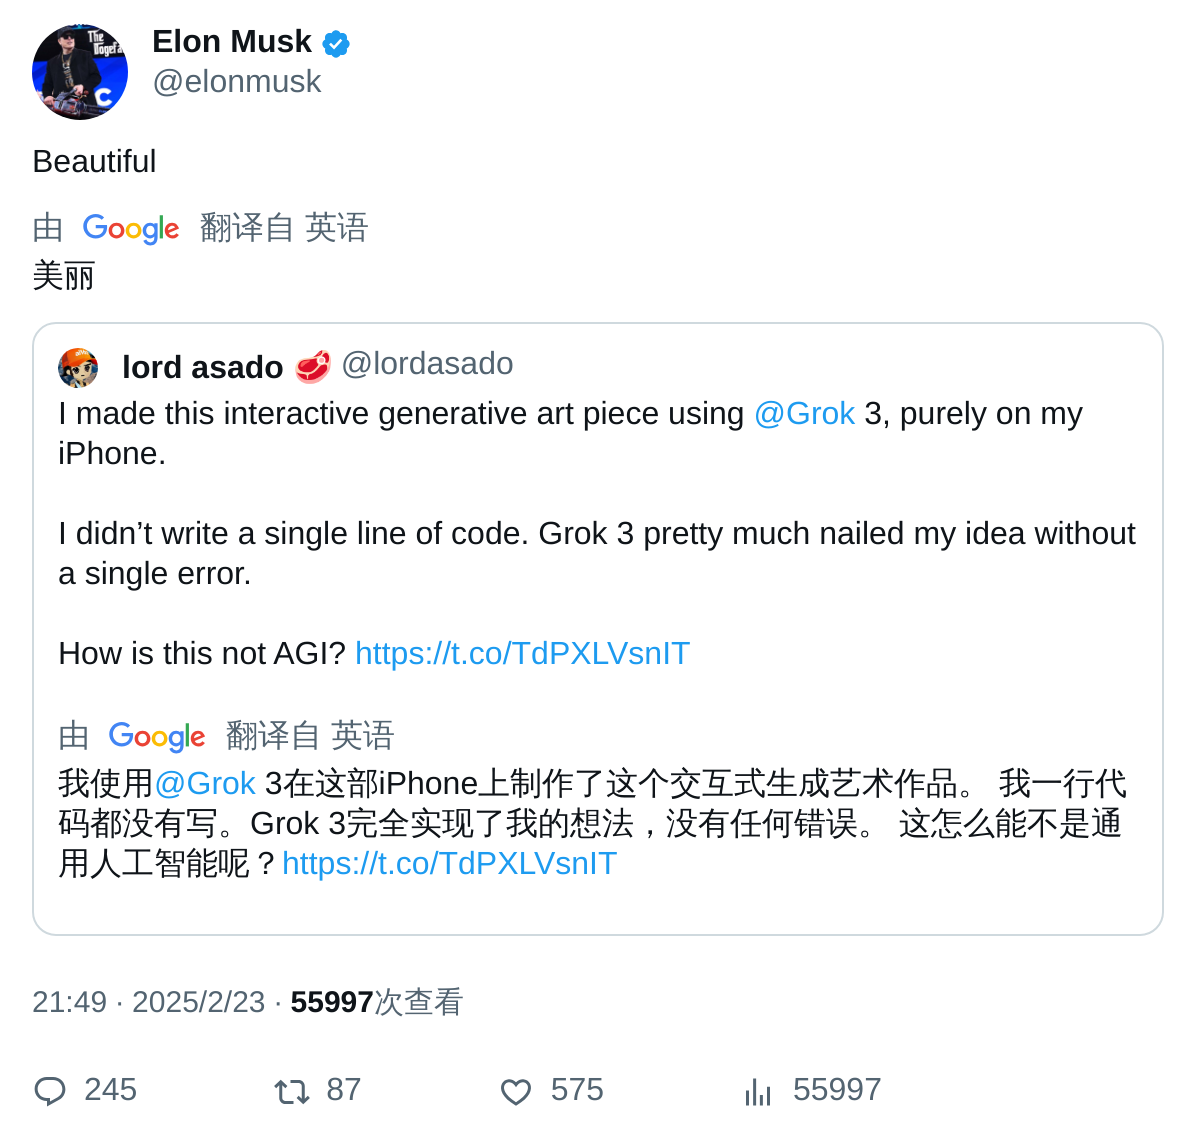 The
Dogefa
C
Elon Musk
@elonmusk
Beautiful
由 Google 翻译自 英语
美丽
lord asado 🥩 @lordasado
I made this interactive generative art piece using @Grok 3, purely on my
iPhone.
I didn’t write a single line of code. Grok 3 pretty much nailed my idea without
a single error.
How is this not AGI? https://t.co/TdPXLVsnIT
由 Google 翻译自 英语
我使用@Grok 3在这部iPhone上制作了这个交互式生成艺术作品。 我一行代
码都没有写。Grok 3完全实现了我的想法，没有任何错误。 这怎么能不是通
用人工智能呢？https://t.co/TdPXLVsnIT
21:49 · 2025/2/23 · 55997次查看
245 87 575 55997